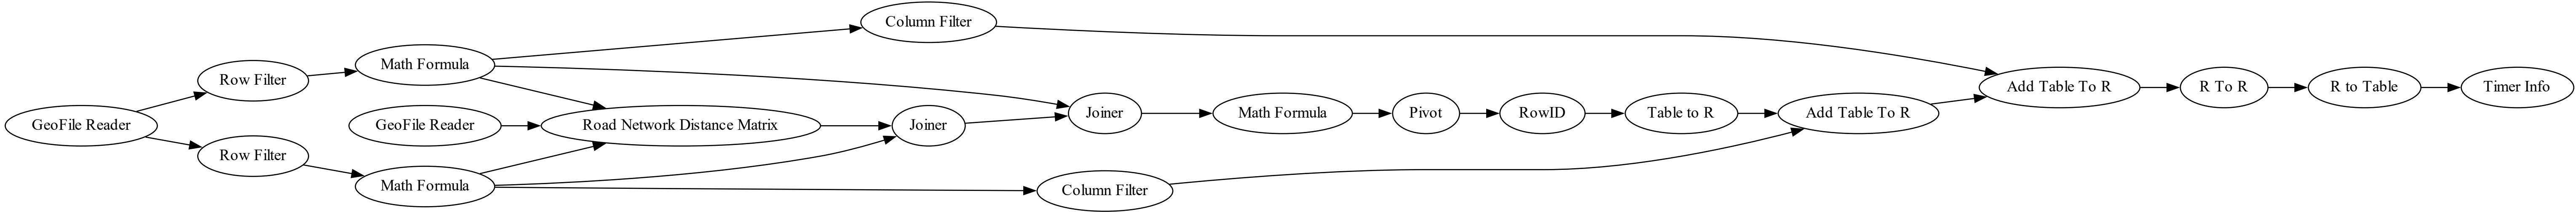 GeoFile Reader
Row Filter
Row Filter
Math Formula
GeoFile Reader
Math Formula
Road Network Distance Matrix
Column Filter
Joiner
Column Filter
Joiner
Math Formula
Pivot
RowID
Table to R
Add Table To R
Add Table To R
R To R
R to Table
Timer Info